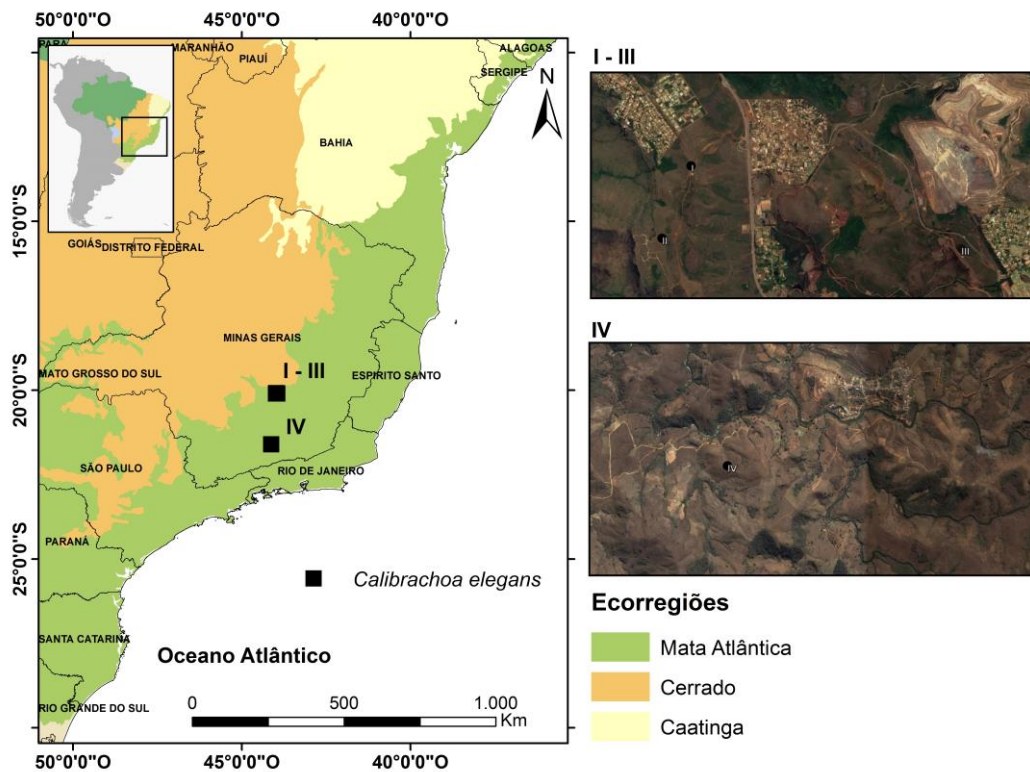 50°0'0"O 45°0'0"O 40°0'0"O
PARÁ
MARANHÃO
PIAUÍ
ALAGOAS
SERGIPE
N
BAHIA
15°0'0"S
GOIÁS
DISTRITO FEDERAL
MINAS GERAIS
MATO GROSSO DO SUL
I - III
ESPIRITO SANTO
20°0'0"S
IV
SÃO PAULO
RIO DE JANEIRO
PARANÁ
25°0'0"S
Calibrachoa elegans
SANTA CATARINA
Oceano Atlântico
RIO GRANDE DO SUL
0 500 1.000
Km
50°0'0"O 45°0'0"O 40°0'0"O
I - III
I
II
III
IV
IV
Ecorregiões
Mata Atlântica
Cerrado
Caatinga